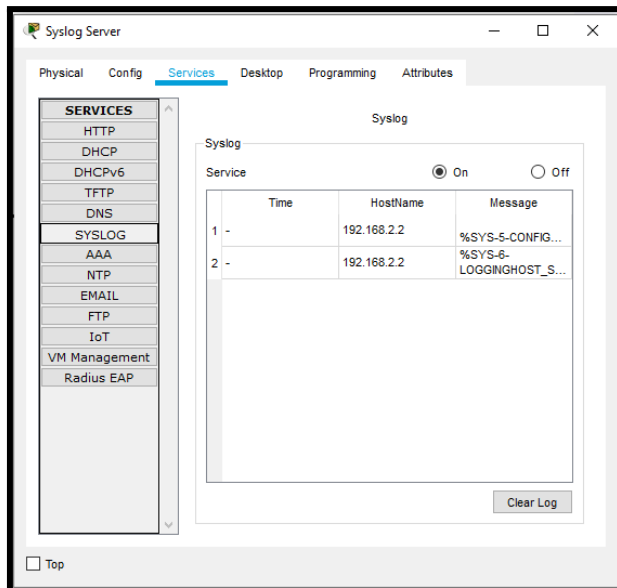 Syslog Server
Physical Config Services Desktop Programming Attributes
SERVICES
HTTP
DHCP
DHCPv6
TFTP
DNS
SYSLOG
AAA
NTP
EMAIL
FTP
IoT
VM Management
Radius EAP
Syslog
Syslog
Service On Off
Time HostName Message
1 - 192.168.2.2 %SYS-5-CONFIG...
2 - 192.168.2.2 %SYS-6-
LOGGINGHOST_S...
Clear Log
Top